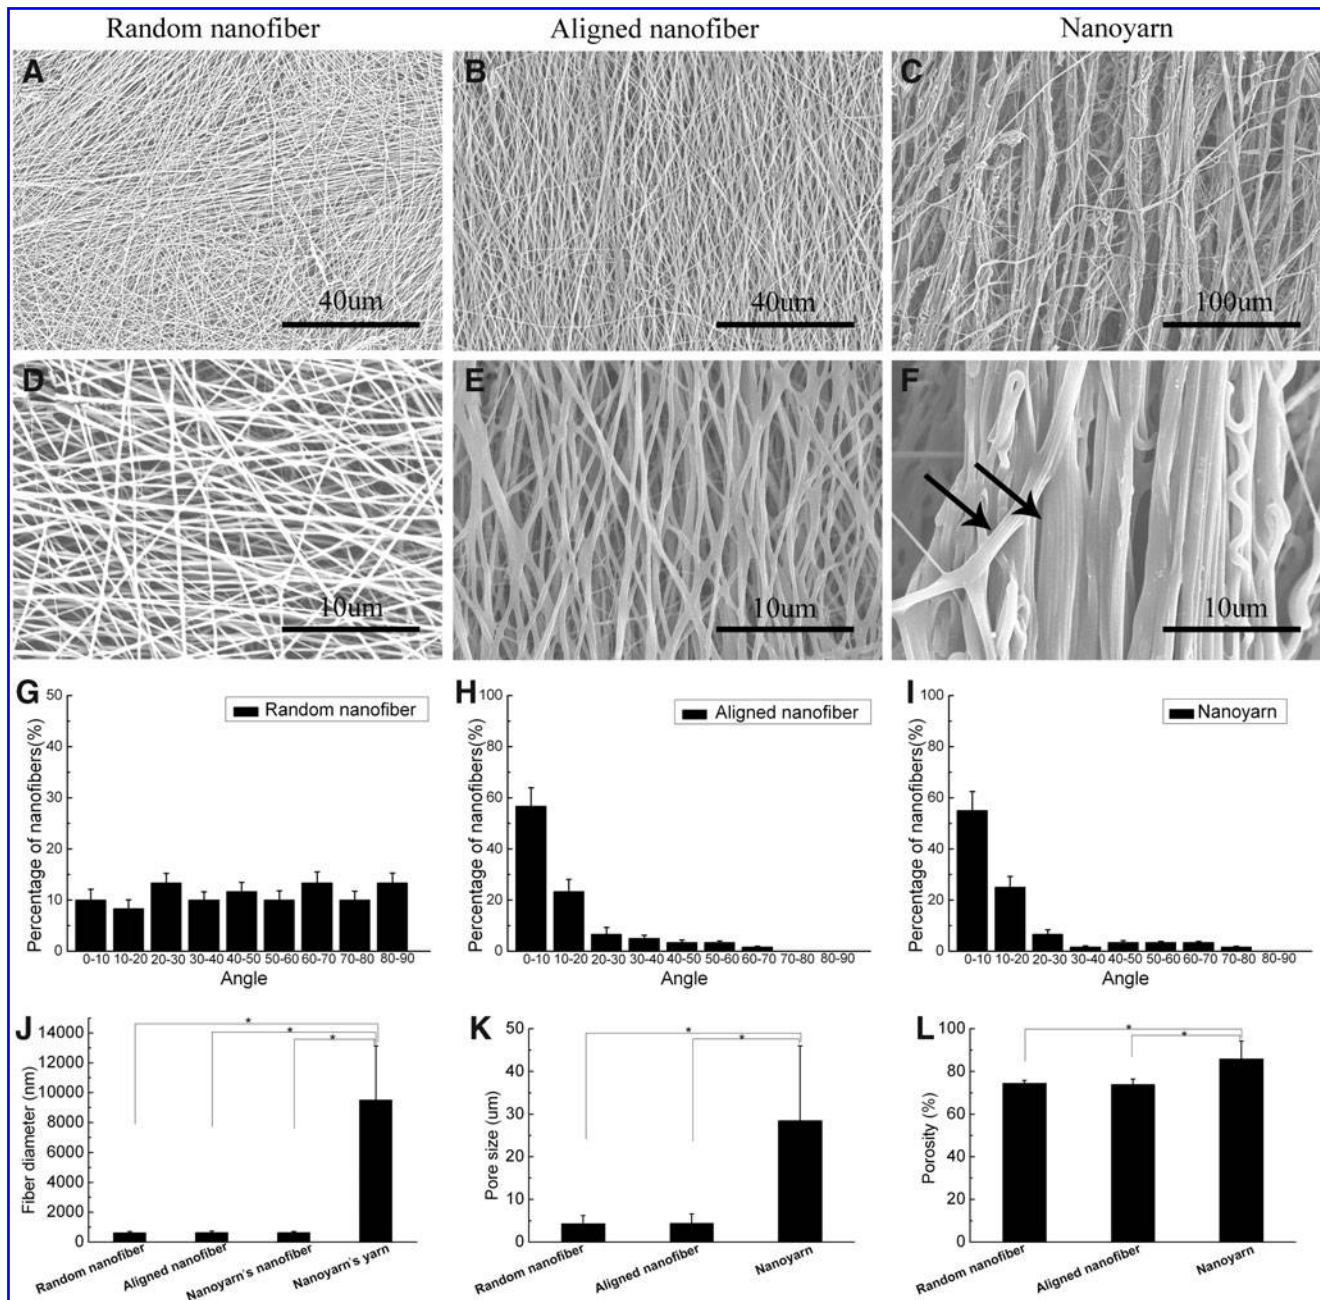 Random nanofiber
Aligned nanofiber
Nanoyarn
A
B
C
40um
40um
100um
D
E
F
10um
10um
10um
G
Percentage of nanofibers(%)
50
40
30
20
10
0
Random nanofiber
0-10 10-20 20-30 30-40 40-50 50-60 60-70 70-80 80-90
Angle
H
Percentage of nanofibers(%)
100
80
60
40
20
0
Aligned nanofiber
0-10 10-20 20-30 30-40 40-50 50-60 60-70 70-80 80-90
Angle
I
Percentage of nanofibers(%)
100
80
60
40
20
0
Nanoyarn
0-10 10-20 20-30 30-40 40-50 50-60 60-70 70-80 80-90
Angle
J
Fiber diameter (nm)
14000
12000
10000
8000
6000
4000
2000
0
*
*
*
Random nanofiber
Aligned nanofiber
Nanoyarn's nanofiber
Nanoyarn's yarn
K
Pore size (um)
50
40
30
20
10
0
*
*
Random nanofiber
Aligned nanofiber
Nanoyarn
L
Porosity (%)
100
80
60
40
20
0
*
*
Random nanofiber
Aligned nanofiber
Nanoyarn